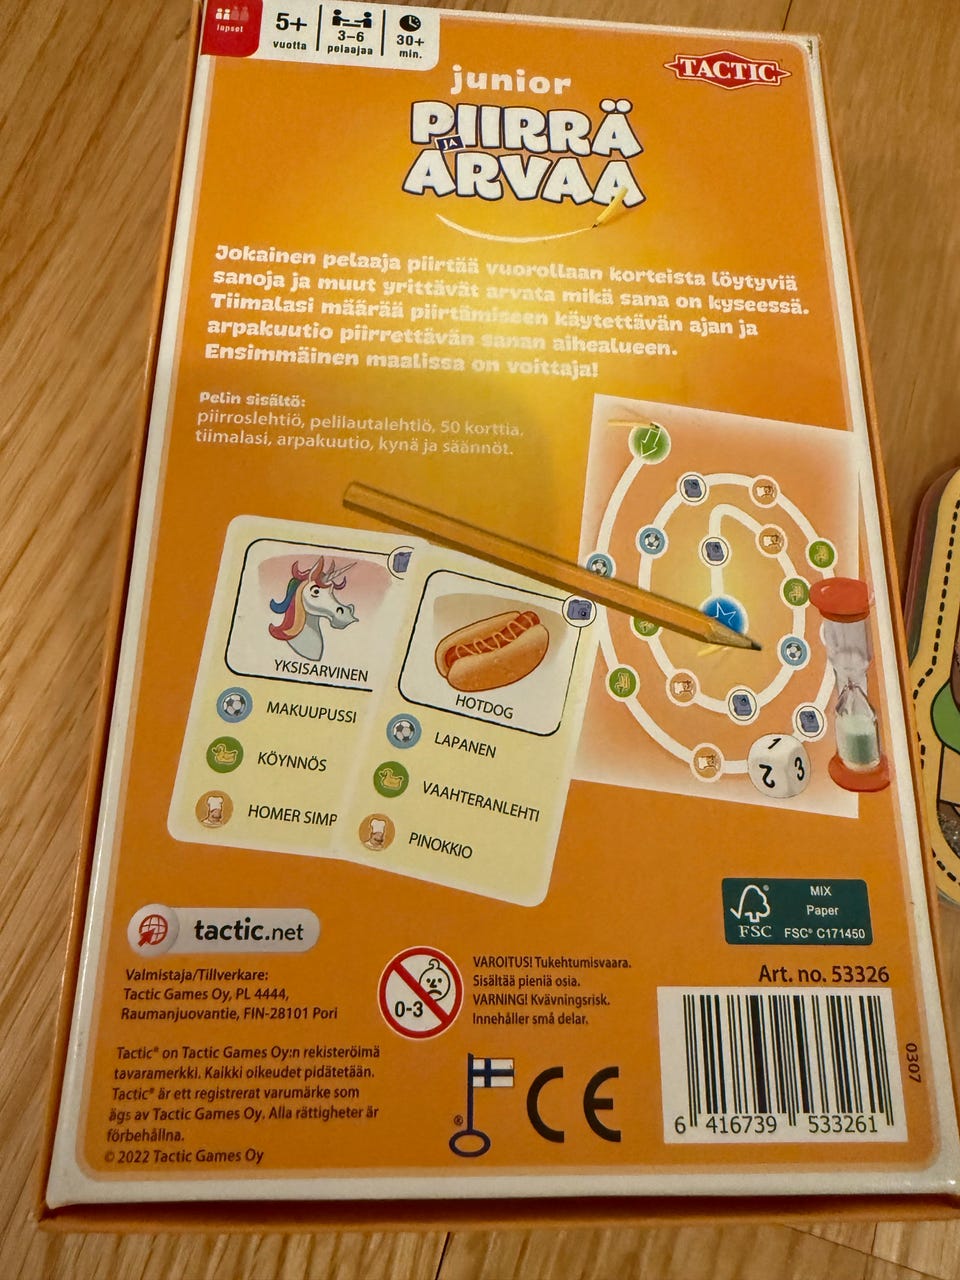 lapset
5+
vuotta
3–6
pelaajaa
30+
min.
TACTIC
junior
PIIRRÄ
JA
ARVAA
Jokainen pelaaja piirtää vuorollaan korteista löytyviä
sanoja ja muut yrittävät arvata mikä sana on kyseessä.
Tiimalasi määrää piirtämiseen käytettävän ajan ja
arpakuutio piirrettävän sanan aihealueen.
Ensimmäinen maalissa on voittaja!
Pelin sisältö:
piirroslehtiö, pelilautalehtiö, 50 korttia,
tiimalasi, arpakuutio, kynä ja säännöt.
YKSISARVINEN
MAKUUPUSSI
KÖYNNÖS
HOMER SIMP
HOTDOG
LAPANEN
VAAHTERANLEHTI
PINOKKIO
1
2
3
tactic.net
Valmistaja/Tillverkare:
Tactic Games Oy, PL 4444,
Raumanjuovantie, FIN-28101 Pori
0-3
VAROITUS! Tukehtumisvaara.
Sisältää pieniä osia.
VARNING! Kvävningsrisk.
Innehåller små delar.
FSC
MIX
Paper
FSC® C171450
Art. no. 53326
Tactic® on Tactic Games Oy:n rekisteröimä
tavaramerkki. Kaikki oikeudet pidätetään.
Tactic® är ett registrerat varumärke som
ägs av Tactic Games Oy. Alla rättigheter är
förbehållna.
© 2022 Tactic Games Oy
®
CE
6 416739 533261
0307